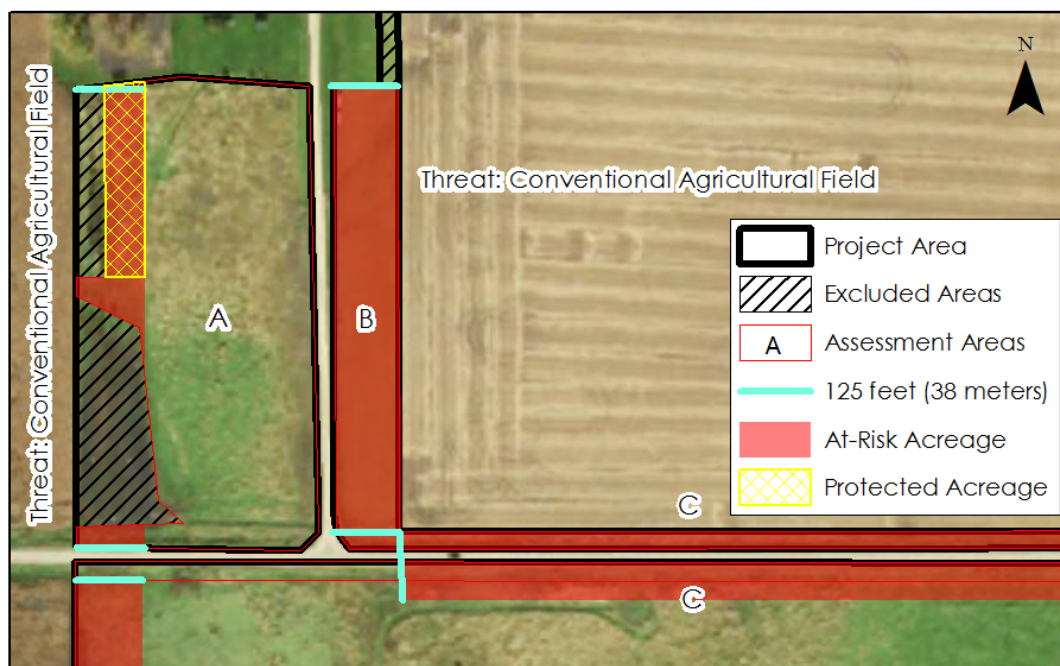 Threat: Conventional Agricultural Field
N
Threat: Conventional Agricultural Field
A
B
Project Area
Excluded Areas
A Assessment Areas
125 feet (38 meters)
At-Risk Acreage
Protected Acreage
C
C